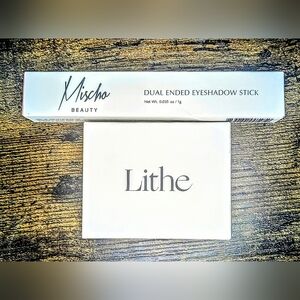 Mischo
BEAUTY
DUAL ENDED EYESHADOW STICK
Net Wt. 0.035 oz / 1g
Lithe